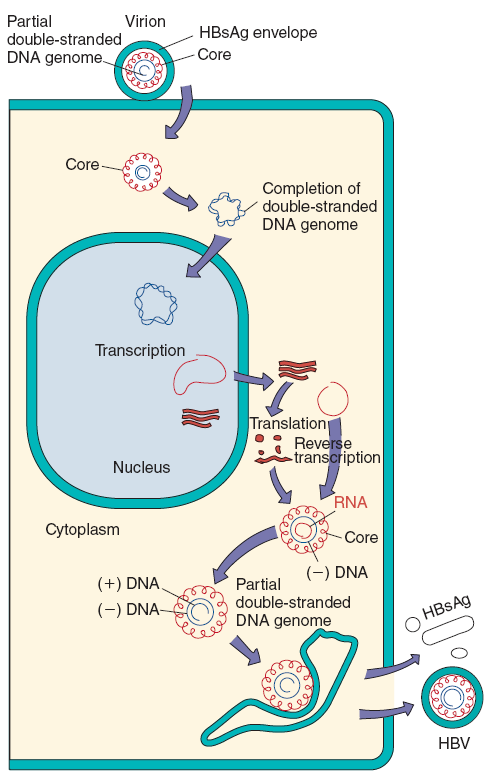 Partial
double-stranded
DNA genome
Virion
HBsAg envelope
Core
Core
Completion of
double-stranded
DNA genome
Transcription
Translation
Reverse
transcription
Nucleus
RNA
Core
Cytoplasm
(−) DNA
(+) DNA
(−) DNA
Partial
double-stranded
DNA genome
HBsAg
HBV